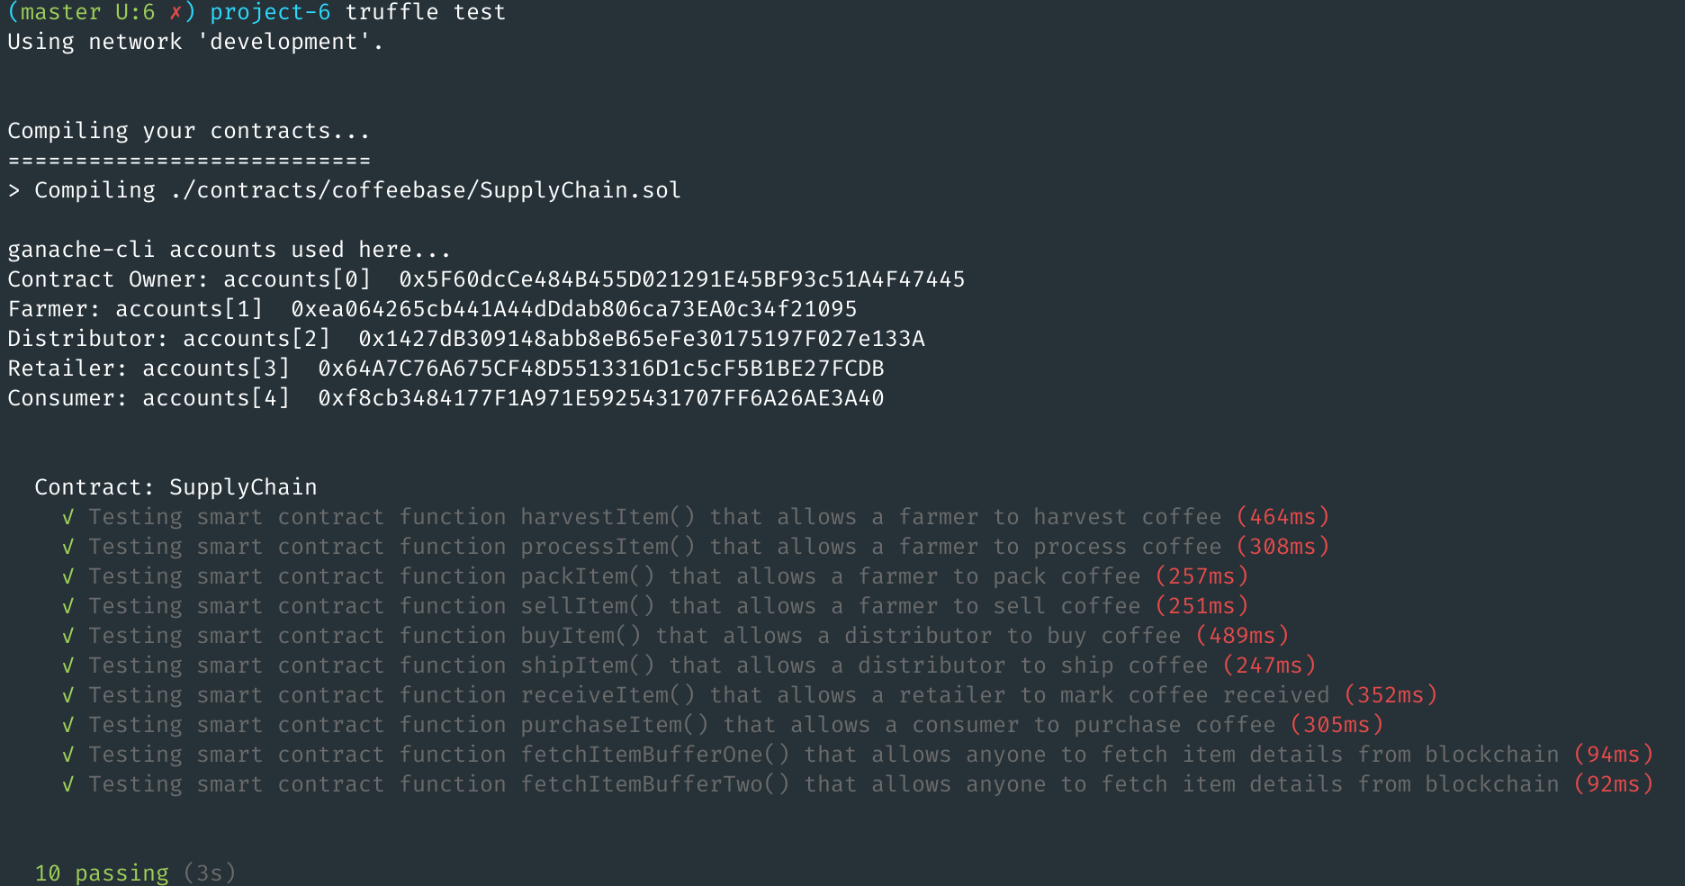 (master U:6 ✗) project-6 truffle test
Using network 'development'.
Compiling your contracts...
===========================
> Compiling ./contracts/coffeebase/SupplyChain.sol
ganache-cli accounts used here...
Contract Owner: accounts[0]  0x5F60dcCe484B455D021291E45BF93c51A4F47445
Farmer: accounts[1]  0xea064265cb441A44dDdab806ca73EA0c34f21095
Distributor: accounts[2]  0x1427dB309148abb8eB65eFe30175197F027e133A
Retailer: accounts[3]  0x64A7C76A675CF48D5513316D1c5cF5B1BE27FCDB
Consumer: accounts[4]  0xf8cb3484177F1A971E5925431707FF6A26AE3A40
Contract: SupplyChain
√ Testing smart contract function harvestItem() that allows a farmer to harvest coffee (464ms)
√ Testing smart contract function processItem() that allows a farmer to process coffee (308ms)
√ Testing smart contract function packItem() that allows a farmer to pack coffee (257ms)
√ Testing smart contract function sellItem() that allows a farmer to sell coffee (251ms)
√ Testing smart contract function buyItem() that allows a distributor to buy coffee (489ms)
√ Testing smart contract function shipItem() that allows a distributor to ship coffee (247ms)
√ Testing smart contract function receiveItem() that allows a retailer to mark coffee received (352ms)
√ Testing smart contract function purchaseItem() that allows a consumer to purchase coffee (305ms)
√ Testing smart contract function fetchItemBufferOne() that allows anyone to fetch item details from blockchain (94ms)
√ Testing smart contract function fetchItemBufferTwo() that allows anyone to fetch item details from blockchain (92ms)
10 passing (3s)